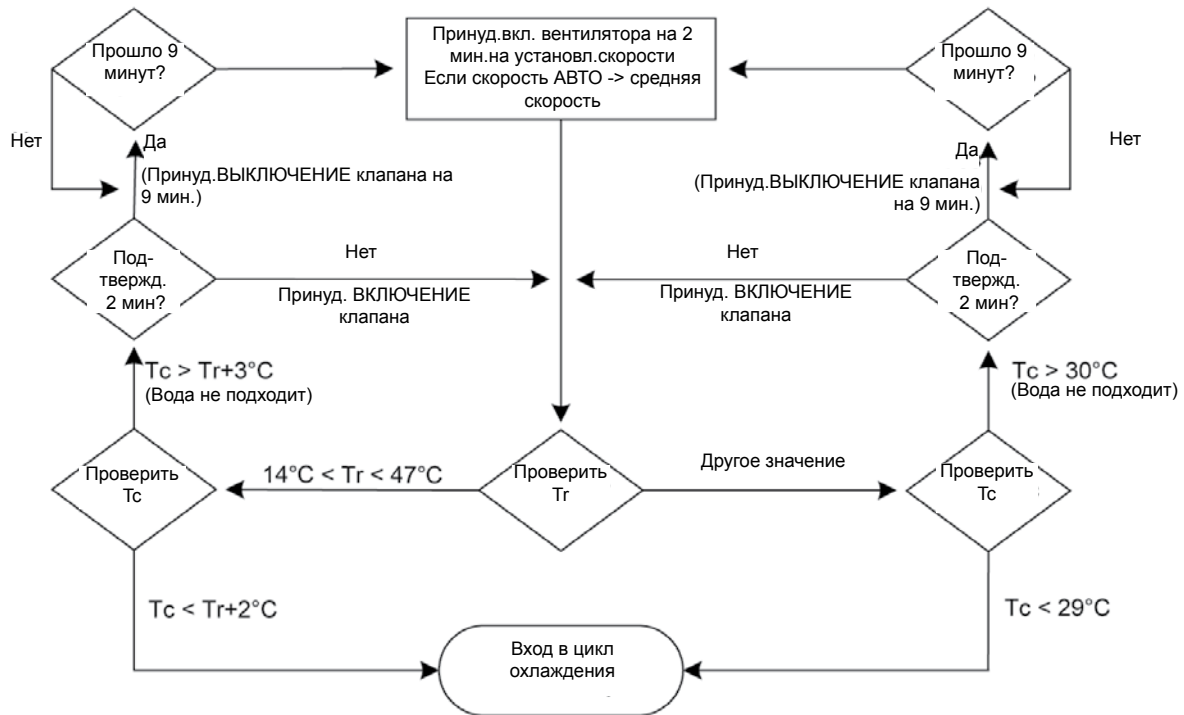 Прошло 9
минут?
Принуд.вкл. вентилятора на 2
мин.на установл.скорости
Если скорость АВТО -> средняя
скорость
Прошло 9
минут?
Нет
Да
(Принуд.ВЫКЛЮЧЕНИЕ клапана на
9 мин.)
Да
Нет
(Принуд.ВЫКЛЮЧЕНИЕ клапана
на 9 мин.)
Под-
твержд.
2 мин?
Нет
Принуд. ВКЛЮЧЕНИЕ
клапана
Нет
Принуд. ВКЛЮЧЕНИЕ
клапана
Под-
твержд.
2 мин?
Tc > Tr+3°C
(Вода не подходит)
Tc > 30°C
(Вода не подходит)
Проверить
Tc
14°C < Tr < 47°C
Проверить
Tr
Другое значение
Проверить
Tc
Tc < Tr+2°C
Tc < 29°C
Вход в цикл
охлаждения